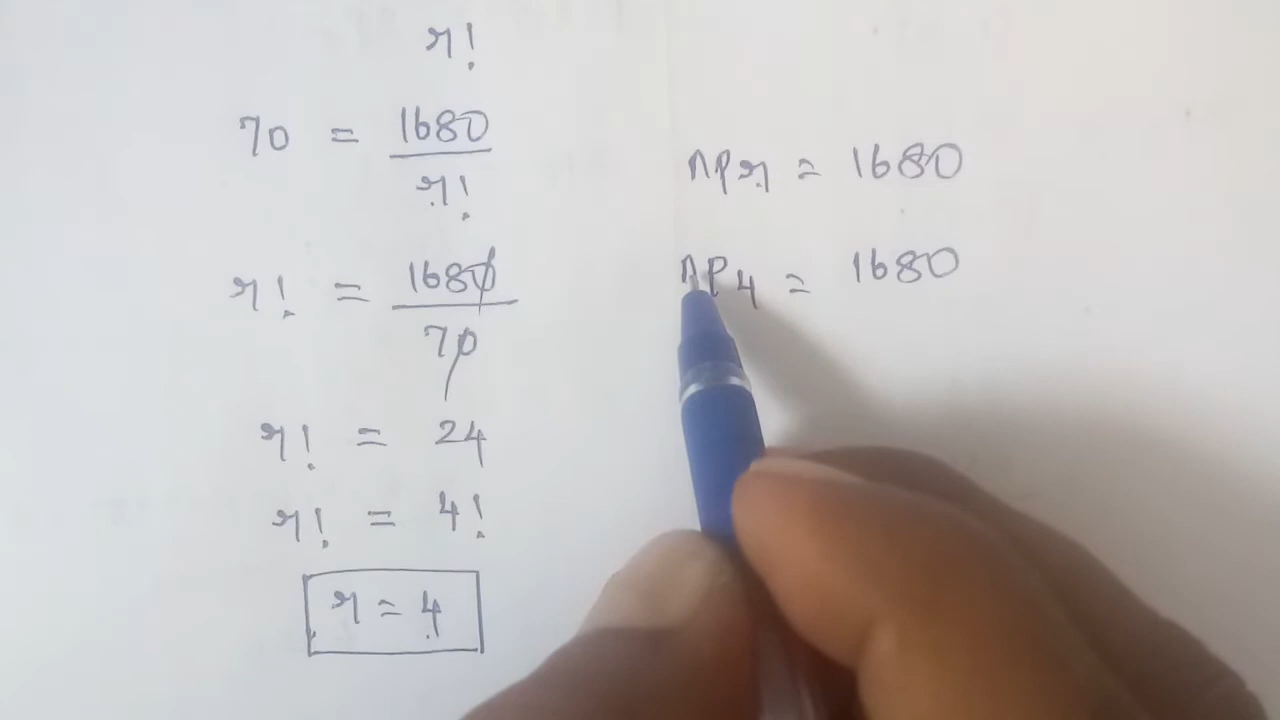 r!
70 = 1680
r!
r! = 1680
70
r! = 24
r! = 4!
r = 4
nPr = 1680
nP4 = 1680